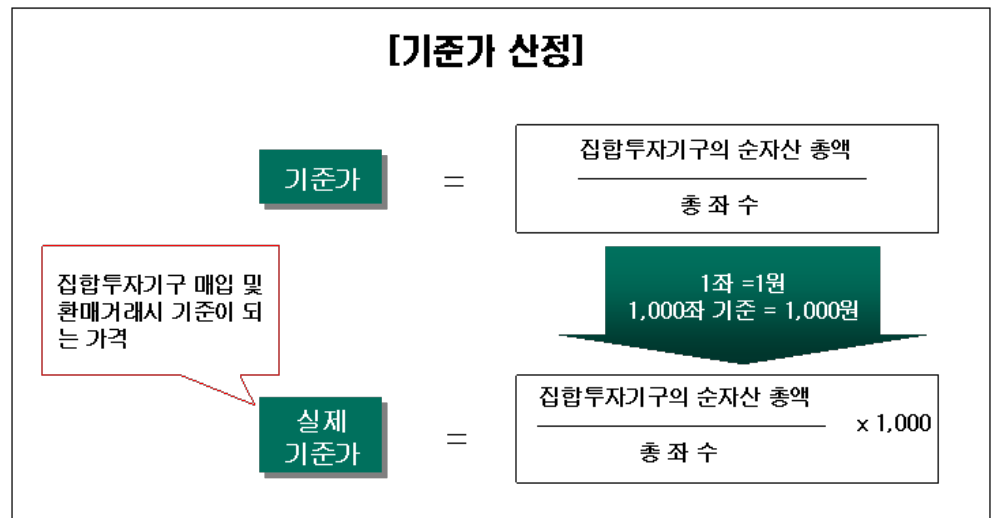 [기준가 산정]
기준가
=
집합투자기구의 순자산 총액
총 좌 수
집합투자기구 매입 및
환매거래시 기준이 되
는 가격
1좌 =1원
1,000좌 기준 = 1,000원
실제
기준가
=
집합투자기구의 순자산 총액
총 좌 수
x 1,000